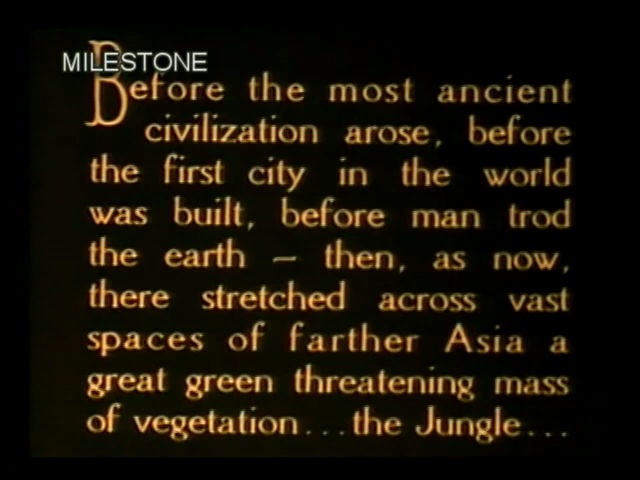 MILESTONE
Before the most ancient
civilization arose, before
the first city in the world
was built, before man trod
the earth – then, as now,
there stretched across vast
spaces of farther Asia a
great green threatening mass
of vegetation...the Jungle...